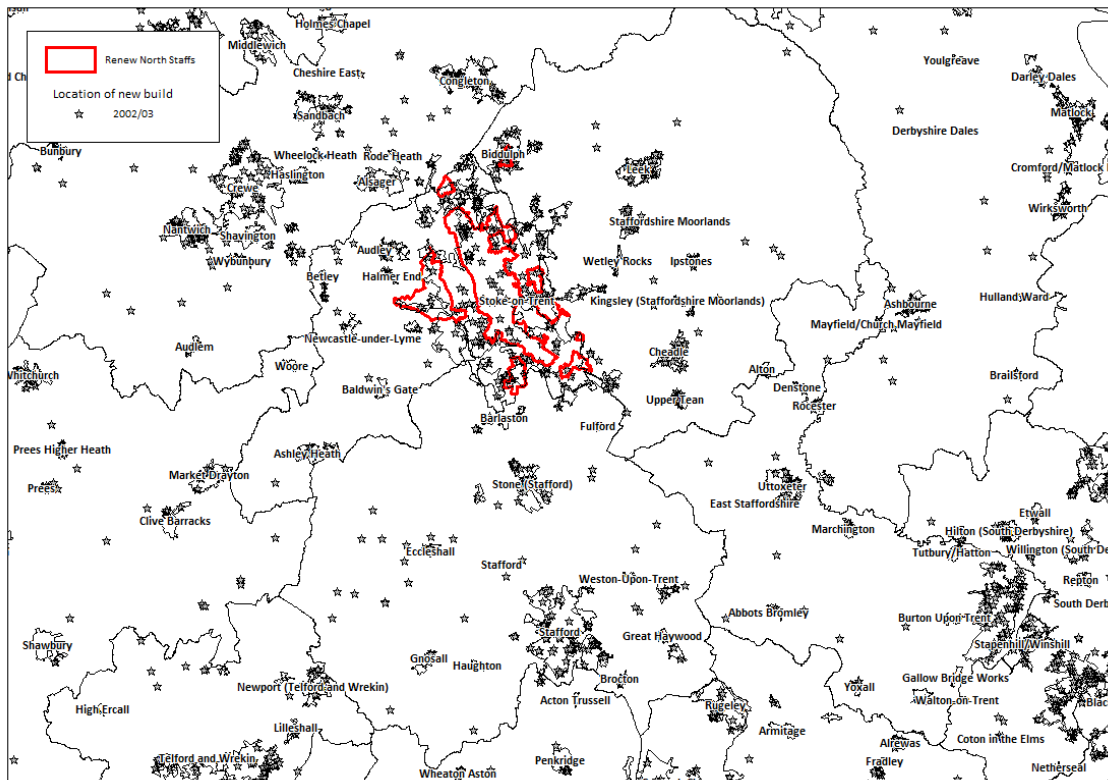 Holmes Chapel
Middlewich
Renew North Staffs
Location of new build
2002/03
Cheshire East
Congleton
Youlgreave
Darley Dales
Sandbach
Matlock
Derbyshire Dales
Bunbury
Wheelock Heath
Rode Heath
Biddulph
Crewe
Haslington
Alsager
Leek
Cromford/Matlock
Wirksworth
Nantwich
Shavington
Staffordshire Moorlands
Wybunbury
Audley
Betley
Halmer End
Wetley Rocks
Ipstones
Stoke-on-Trent
Kingsley (Staffordshire Moorlands)
Ashbourne
Hulland Ward
Mayfield/Church Mayfield
Audlem
Newcastle-under-Lyme
Cheadle
Whitchurch
Woore
Alton
Brailsford
Baldwin's Gate
Denstone
Rocester
Upper Tean
Barlaston
Fulford
Prees Higher Heath
Ashley Heath
Market Drayton
Prees
Stone (Stafford)
Uttoxeter
East Staffordshire
Clive Barracks
Marchington
Etwall
Hilton (South Derbyshire)
Tutbury/Hatton
Willington (South De
Eccleshall
Stafford
Weston-Upon-Trent
Repton
South Derb
Abbots Bromley
Burton Upon Trent
Stafford
Great Haywood
Stapenhill/Winshill
Shawbury
Gnosall
Haughton
Brocton
Gallow Bridge Works
Newport (Telford and Wrekin)
Acton Trussell
Yoxall
Walton-on-Trent
Blac
High Ercall
Rugeley
Lilleshall
Armitage
Coton in the Elms
Alrewas
Telford and Wrekin
Penkridge
Fradley
Netherseal
Wheaton Aston